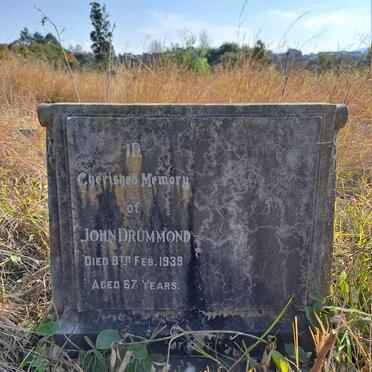 In
Cherished Memory
of
John Drummond
Died 8th Feb. 1939
Aged 67 Years.